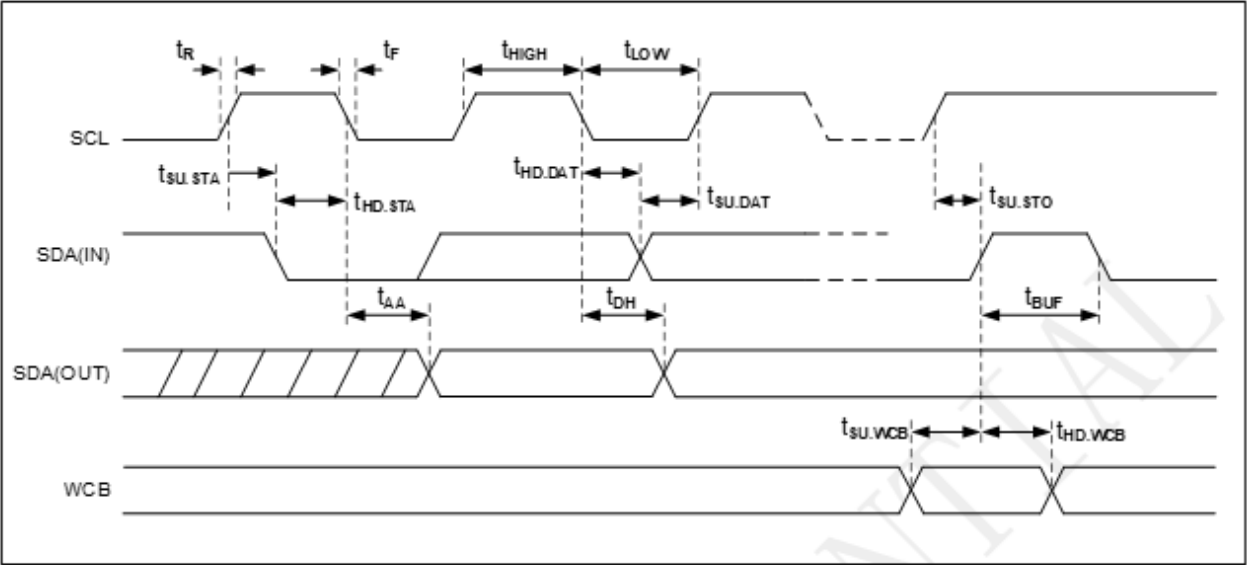 tR
tF
tHIGH
tLOW
SCL
tSU.STA
tHD.STA
tHD.DAT
tSU.DAT
tSU.STO
SDA(IN)
tAA
tDH
tBUF
SDA(OUT)
tSU.WCB
tHD.WCB
WCB
NTIAL